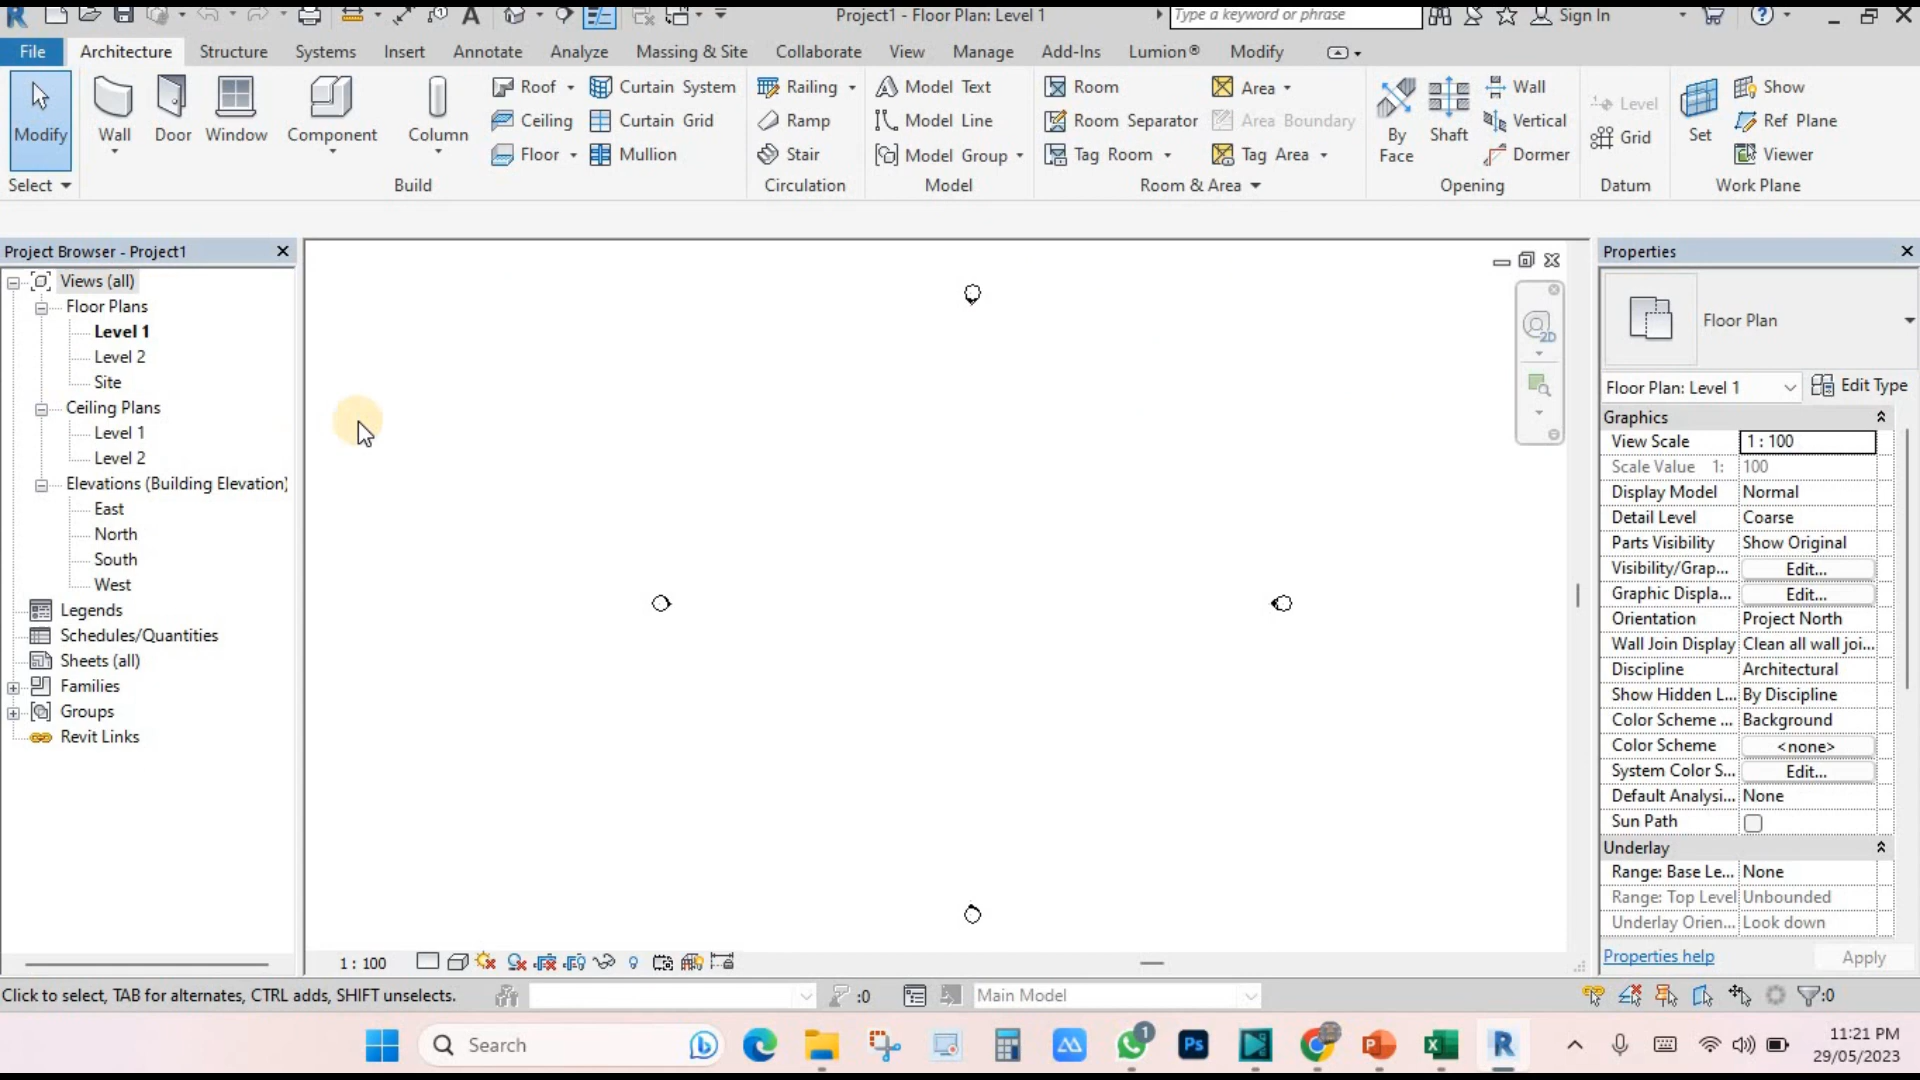 Project1 - Floor Plan: Level 1
Type a keyword or phrase
Sign In
File Architecture Structure Systems Insert Annotate Analyze Massing & Site Collaborate View Manage Add-Ins Lumion® Modify
Modify
Wall
Door
Window
Component
Column
Roof
Ceiling
Floor
Curtain System
Curtain Grid
Mullion
Railing
Ramp
Stair
Model Text
Model Line
Model Group
Room
Room Separator
Tag Room
Area
Area Boundary
Tag Area
By
Face
Shaft
Wall
Vertical
Dormer
Level
Grid
Set
Show
Ref Plane
Viewer
Select Build Circulation Model Room & Area Opening Datum Work Plane
Project Browser - Project1
Views (all)
Floor Plans
Level 1
Level 2
Site
Ceiling Plans
Level 1
Level 2
Elevations (Building Elevation)
East
North
South
West
Legends
Schedules/Quantities
Sheets (all)
Families
Groups
Revit Links
2D
Properties
Floor Plan
Floor Plan: Level 1 Edit Type
Graphics
View Scale 1 : 100
Scale Value 1: 100
Display Model Normal
Detail Level Coarse
Parts Visibility Show Original
Visibility/Grap... Edit...
Graphic Displa... Edit...
Orientation Project North
Wall Join Display Clean all wall joi...
Discipline Architectural
Show Hidden L... By Discipline
Color Scheme ... Background
Color Scheme <none>
System Color S... Edit...
Default Analysi... None
Sun Path
Underlay
Range: Base Le... None
Range: Top Level Unbounded
Underlay Orien... Look down
Properties help Apply
1 : 100
Click to select, TAB for alternates, CTRL adds, SHIFT unselects.
:0
Main Model
:0
Search
1
Ps
11:21 PM
29/05/2023